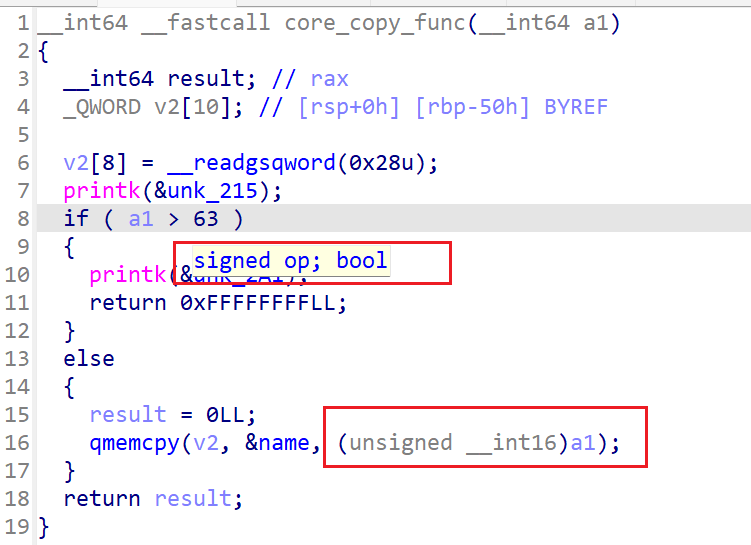 1 __int64 __fastcall core_copy_func(__int64 a1)
2 {
3 __int64 result; // rax
4 _QWORD v2[10]; // [rsp+0h] [rbp-50h] BYREF
5
6 v2[8] = __readgsqword(0x28u);
7 printk(&unk_215);
8 if ( a1 > 63 )
9 {
signed op; bool
10 printk(&unk_2A1);
11 return 0xFFFFFFFFLL;
12 }
13 else
14 {
15 result = 0LL;
16 qmemcpy(v2, &name, (unsigned __int16)a1);
17 }
18 return result;
19 }